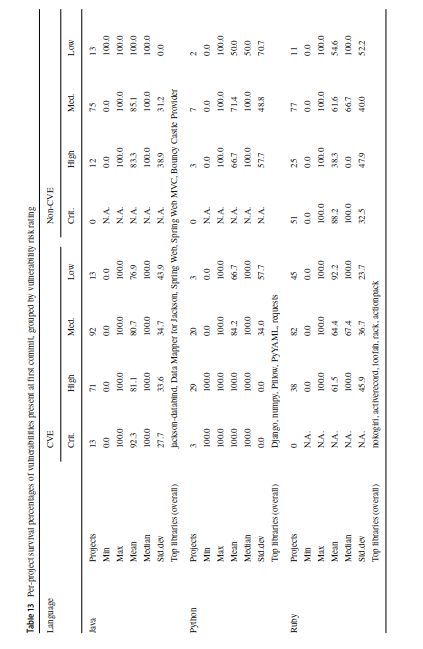 Table 13 Per-project survival percentages of vulnerabilities present at first commit, grouped by vulnerability risk rating
Language CVE Non-CVE
Crit. High Med. Low Crit. High Med. Low
Java Projects 13 71 92 13 0 12 75 13
Min 0.0 0.0 0.0 0.0 N.A. 0.0 0.0 100.0
Max 100.0 100.0 100.0 100.0 N.A. 100.0 100.0 100.0
Mean 92.3 81.1 80.7 76.9 N.A. 83.3 85.1 100.0
Median 100.0 100.0 100.0 100.0 N.A. 100.0 100.0 100.0
Std.dev 27.7 33.6 34.7 43.9 N.A. 38.9 31.2 0.0
Top libraries (overall) jackson-databind, Data Mapper for Jackson, Spring Web, Spring Web MVC, Bouncy Castle Provider
Python Projects 3 29 20 3 0 3 7 2
Min 100.0 100.0 0.0 0.0 N.A. 0.0 0.0 0.0
Max 100.0 100.0 100.0 100.0 N.A. 100.0 100.0 100.0
Mean 100.0 100.0 84.2 66.7 N.A. 66.7 71.4 50.0
Median 100.0 100.0 100.0 100.0 N.A. 100.0 100.0 50.0
Std.dev 0.0 0.0 34.0 57.7 N.A. 57.7 48.8 70.7
Top libraries (overall) Django, numpy, Pillow, PyYAML, requests
Ruby Projects 0 38 82 45 51 25 77 11
Min N.A. 0.0 0.0 0.0 0.0 0.0 0.0 0.0
Max N.A. 100.0 100.0 100.0 100.0 100.0 100.0 100.0
Mean N.A. 61.5 64.4 92.2 88.2 38.3 61.6 54.6
Median N.A. 100.0 67.4 100.0 100.0 0.0 66.7 100.0
Std.dev N.A. 45.9 36.7 23.7 32.5 47.9 40.0 52.2
Top libraries (overall) nokogiri, activerecord, loofah, rack, actionpack